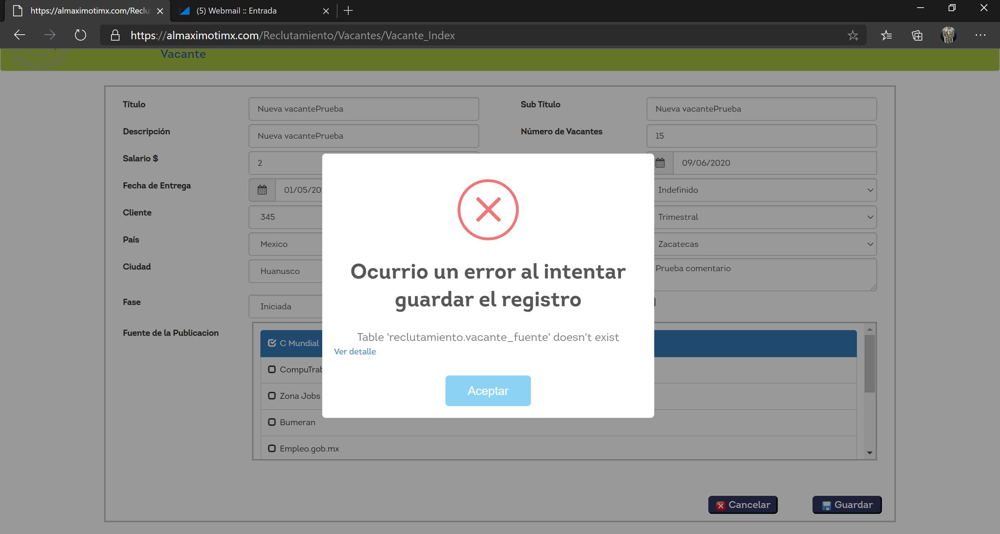 https://almaximotimx.com/Reclu
(5) Webmail :: Entrada
https://almaximotimx.com/Reclutamiento/Vacantes/Vacante_Index
Vacante
Título
Nueva vacantePrueba
Sub Título
Nueva vacantePrueba
Descripción
Nueva vacantePrueba
Número de Vacantes
15
Salario $
2
09/06/2020
Fecha de Entrega
01/05/20
Indefinido
Cliente
345
Trimestral
País
Mexico
Zacatecas
Ciudad
Huanusco
Prueba comentario
Fase
Iniciada
Fuente de la Publicacion
C Mundial
CompuTrab
Zona Jobs
Bumeran
Empleo.gob.mx
Ocurrio un error al intentar
guardar el registro
Table 'reclutamiento.vacante_fuente' doesn't exist
Ver detalle
Aceptar
Cancelar
Guardar